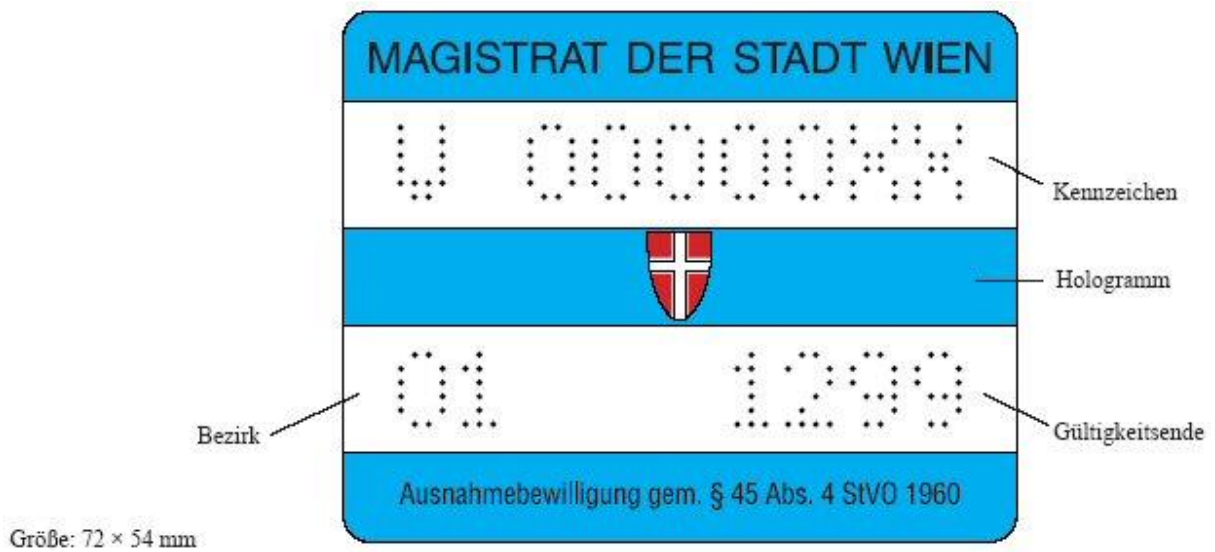 MAGISTRAT DER STADT WIEN
W 00000XX
Kennzeichen
Hologramm
01 1299
Bezirk
Gültigkeitsende
Ausnahmebewilligung gem. § 45 Abs. 4 StVO 1960
Größe: 72 × 54 mm